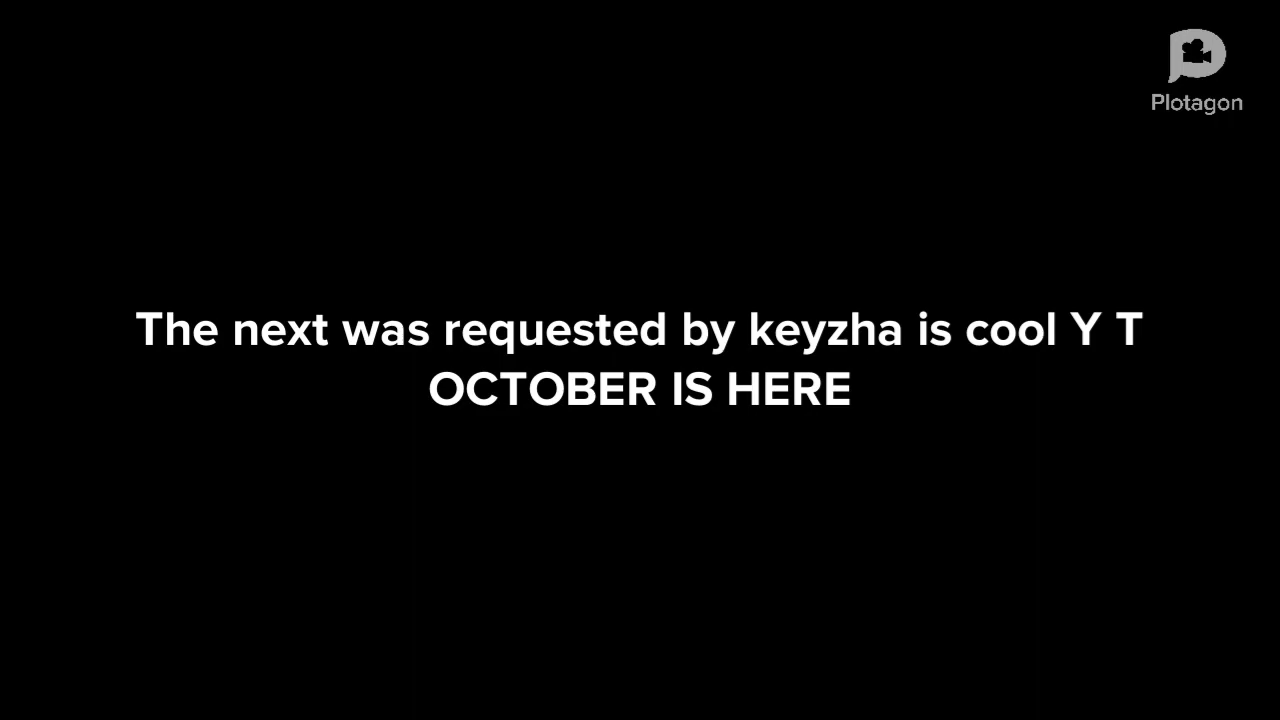 Plotagon
The next was requested by keyzha is cool Y T
OCTOBER IS HERE